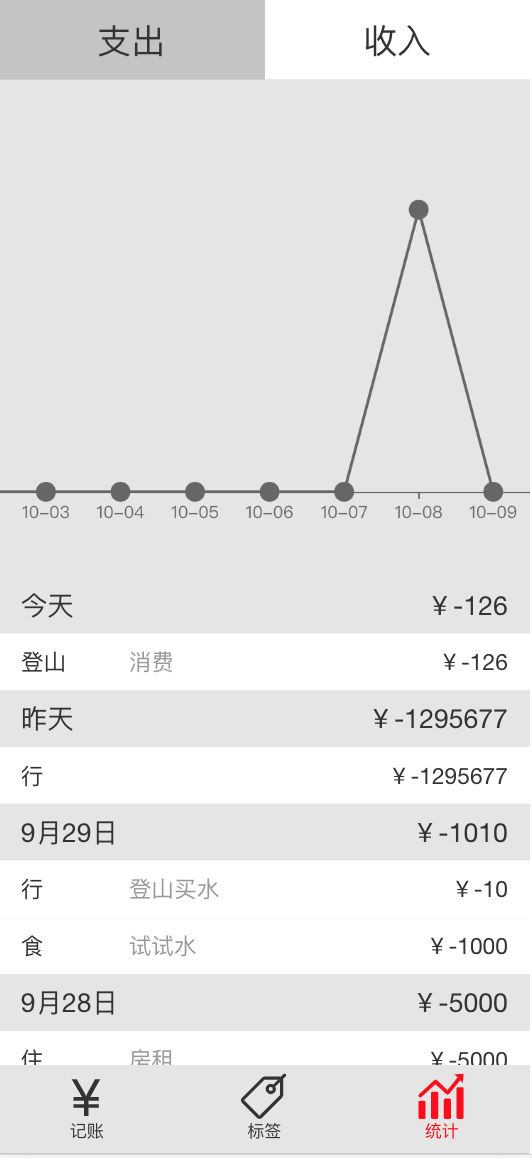 支出 收入
10-03 10-04 10-05 10-06 10-07 10-08 10-09
今天 ¥ -126
登山 消费 ¥ -126
昨天 ¥ -1295677
行 ¥ -1295677
9月29日 ¥ -1010
行 登山买水 ¥ -10
食 试试水 ¥ -1000
9月28日 ¥ -5000
住 房租 ¥ -5000
记账 标签 统计